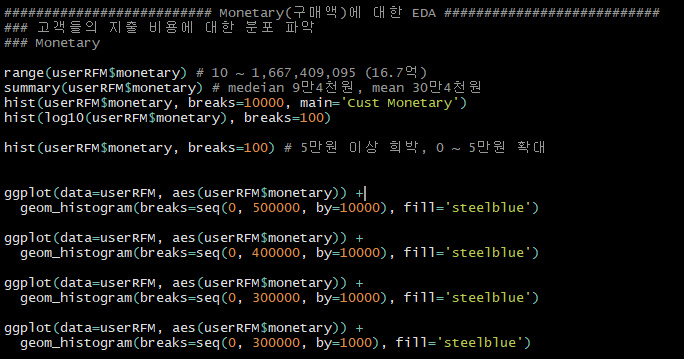 ########################## Monetary(구매액)에 대한 EDA ###########################
### 고객들의 지출 비용에 대한 분포 파악
### Monetary
range(userRFM$monetary) # 10 ~ 1,667,409,095 (16.7억)
summary(userRFM$monetary) # medeian 9만4천원, mean 30만4천원
hist(userRFM$monetary, breaks=10000, main='Cust Monetary')
hist(log10(userRFM$monetary), breaks=100)
hist(userRFM$monetary, breaks=100) # 5만원 이상 희박, 0 ~ 5만원 확대
ggplot(data=userRFM, aes(userRFM$monetary)) +
  geom_histogram(breaks=seq(0, 500000, by=10000), fill='steelblue')
ggplot(data=userRFM, aes(userRFM$monetary)) +
  geom_histogram(breaks=seq(0, 400000, by=10000), fill='steelblue')
ggplot(data=userRFM, aes(userRFM$monetary)) +
  geom_histogram(breaks=seq(0, 300000, by=10000), fill='steelblue')
ggplot(data=userRFM, aes(userRFM$monetary)) +
  geom_histogram(breaks=seq(0, 300000, by=1000), fill='steelblue')